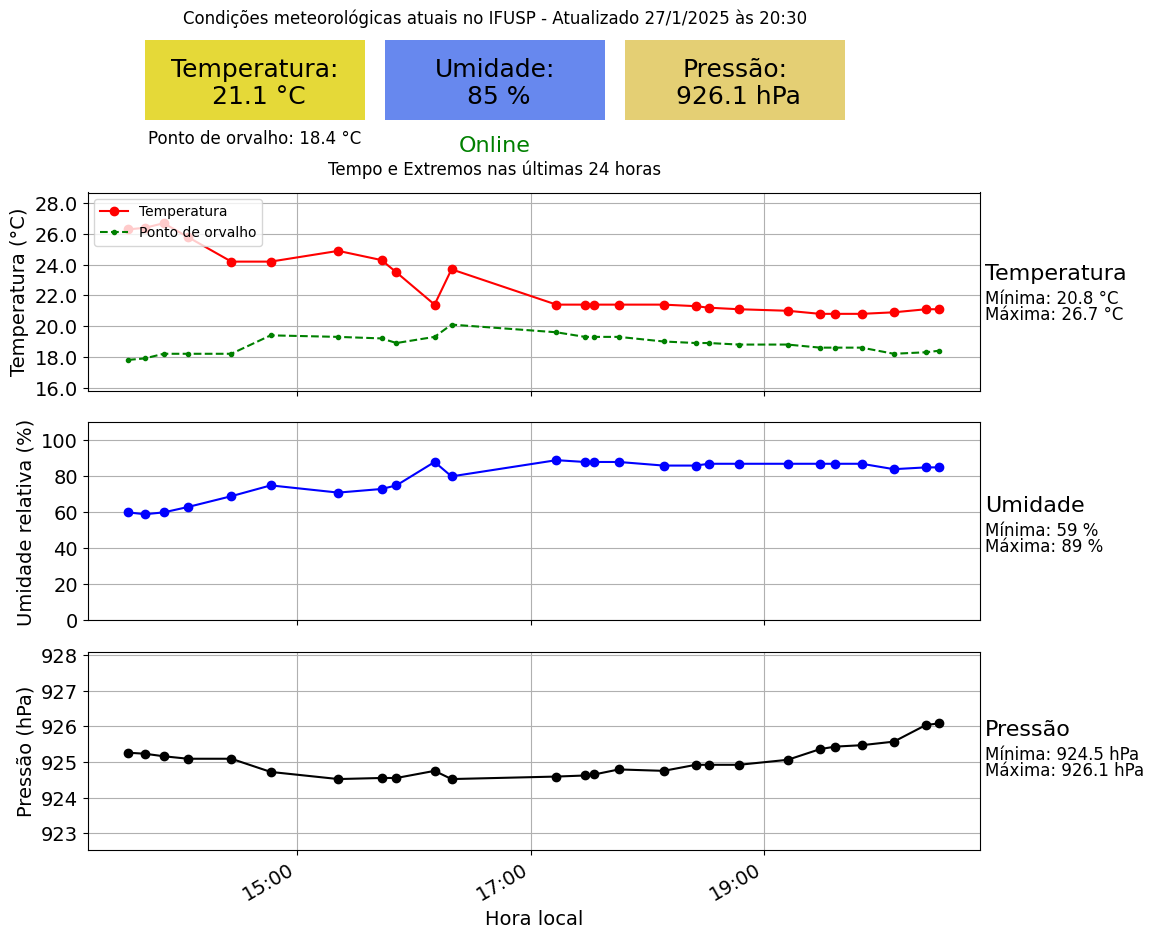 Condições meteorológicas atuais no IFUSP - Atualizado 27/1/2025 às 20:30
Temperatura:
21.1 °C
Umidade:
85 %
Pressão:
926.1 hPa
Ponto de orvalho: 18.4 °C
Online
Tempo e Extremos nas últimas 24 horas
Temperatura (°C)
28.0
26.0
24.0
22.0
20.0
18.0
16.0
Temperatura
Ponto de orvalho
Temperatura
Mínima: 20.8 °C
Máxima: 26.7 °C
Umidade relativa (%)
100
80
60
40
20
0
Umidade
Mínima: 59 %
Máxima: 89 %
Pressão (hPa)
928
927
926
925
924
923
Pressão
Mínima: 924.5 hPa
Máxima: 926.1 hPa
15:00
17:00
19:00
Hora local